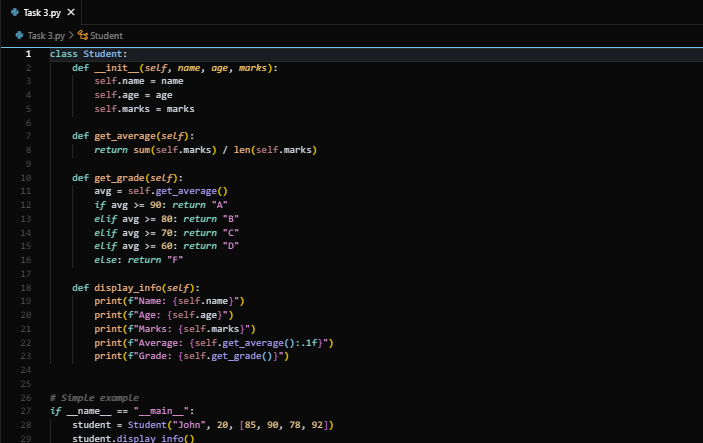 Task 3.py
Task 3.py > Student
1 class Student:
2     def __init__(self, name, age, marks):
3         self.name = name
4         self.age = age
5         self.marks = marks
6
7     def get_average(self):
8         return sum(self.marks) / len(self.marks)
9
10     def get_grade(self):
11         avg = self.get_average()
12         if avg >= 90: return "A"
13         elif avg >= 80: return "B"
14         elif avg >= 70: return "C"
15         elif avg >= 60: return "D"
16         else: return "F"
17
18     def display_info(self):
19         print(f"Name: {self.name}")
20         print(f"Age: {self.age}")
21         print(f"Marks: {self.marks}")
22         print(f"Average: {self.get_average():.1f}")
23         print(f"Grade: {self.get_grade()}")
24
25
26 # Simple example
27 if __name__ == "__main__":
28     student = Student("John", 20, [85, 90, 78, 92])
29     student.display_info()